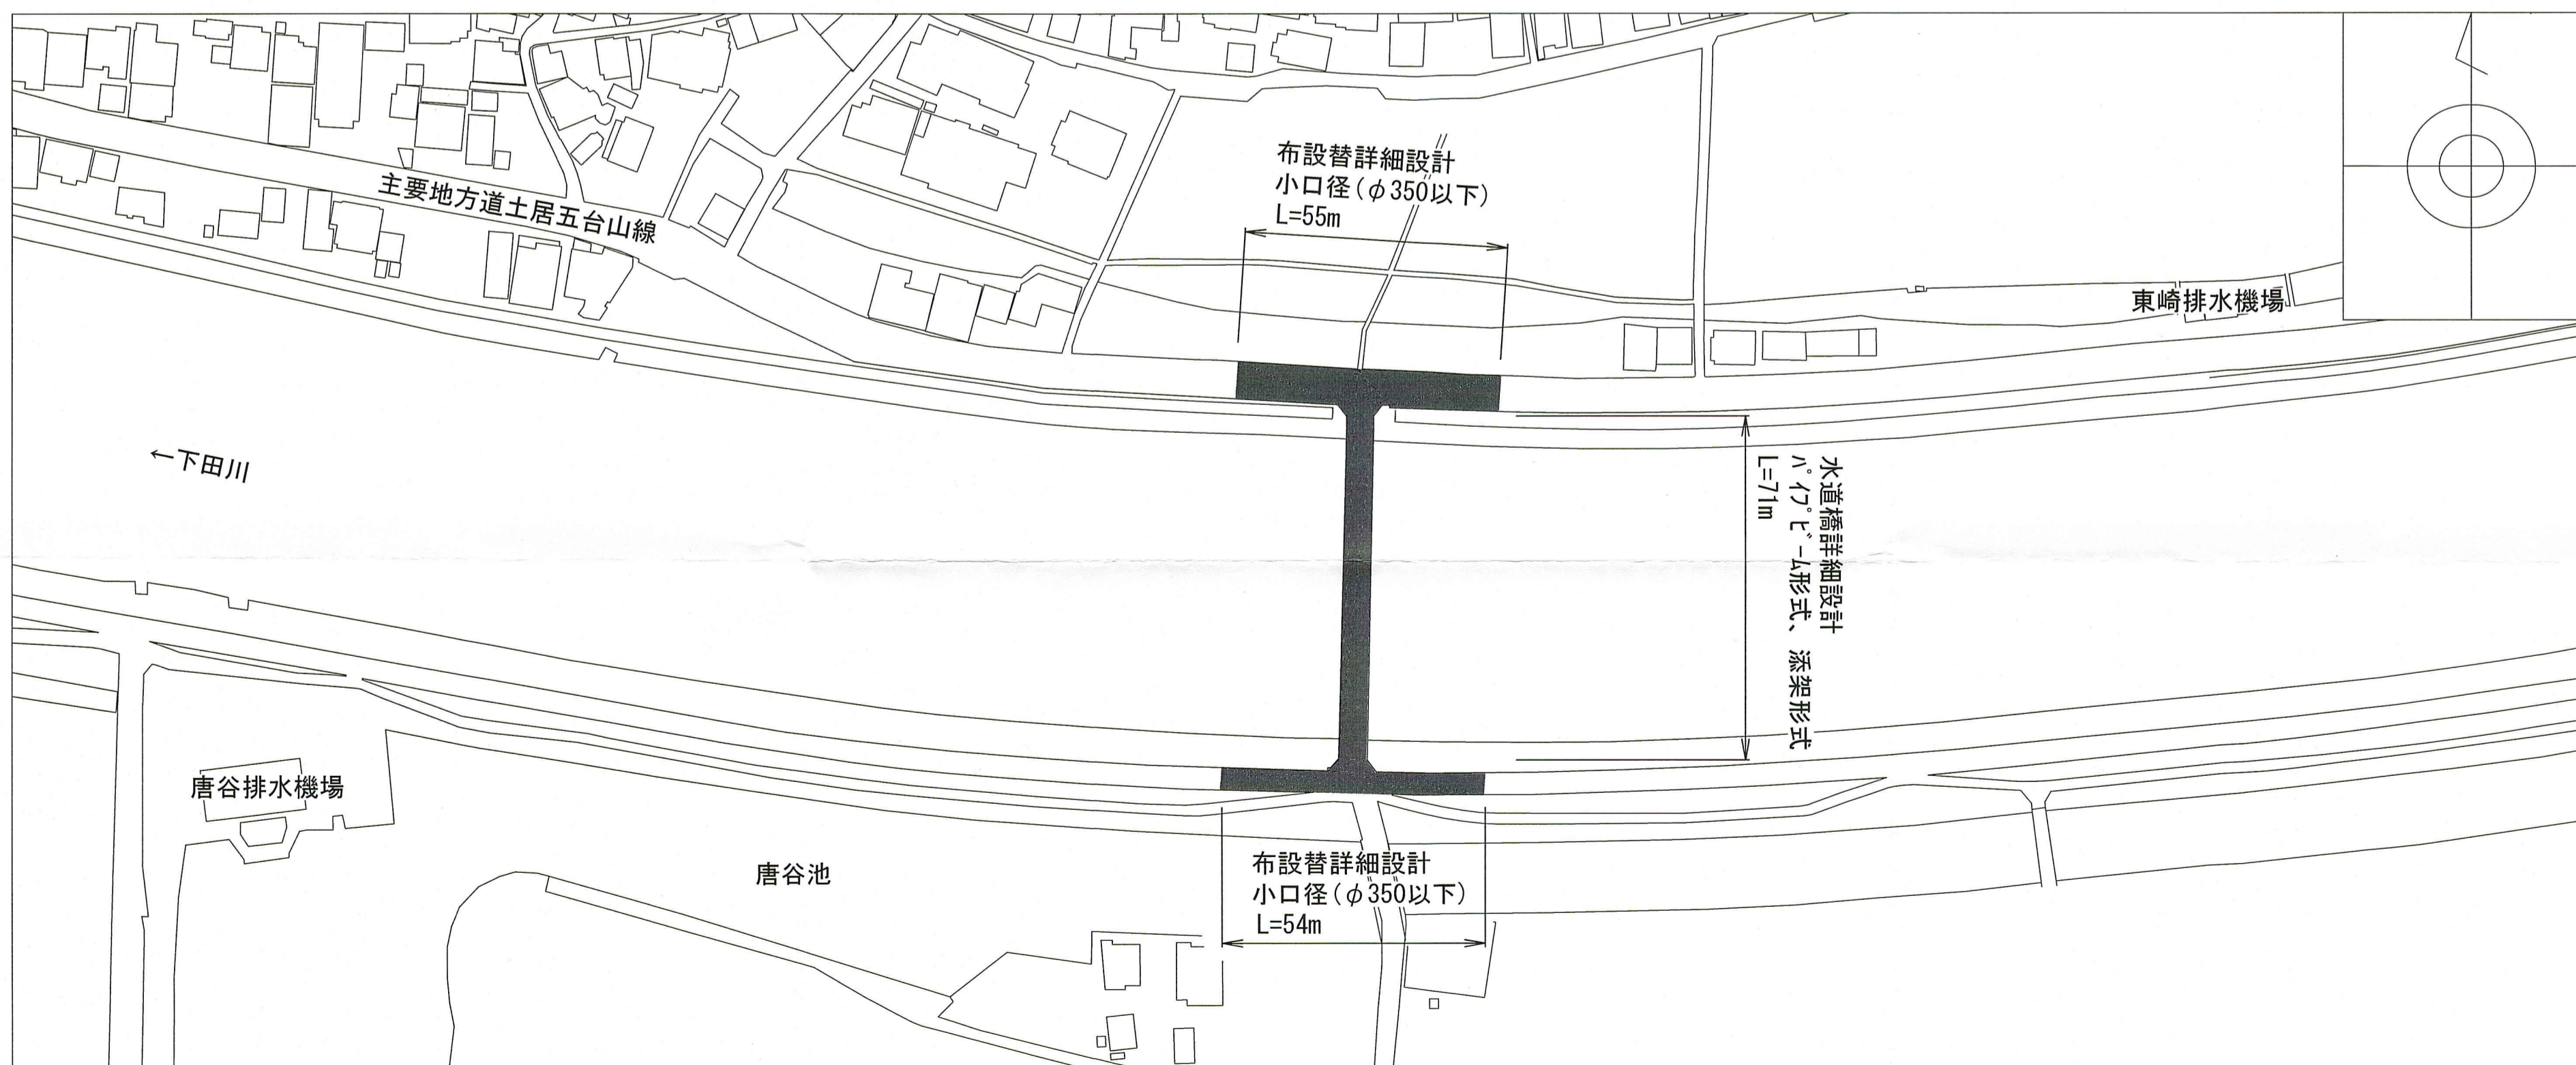 布設替詳細設計
小口径(φ350以下)
L=55m
主要地方道土居五台山線
東崎排水機場
←下田川
水道橋詳細設計
ﾊﾟｲﾌﾟﾋﾞｰﾑ形式、添架形式
L=71m
唐谷排水機場
唐谷池
布設替詳細設計
小口径(φ350以下)
L=54m